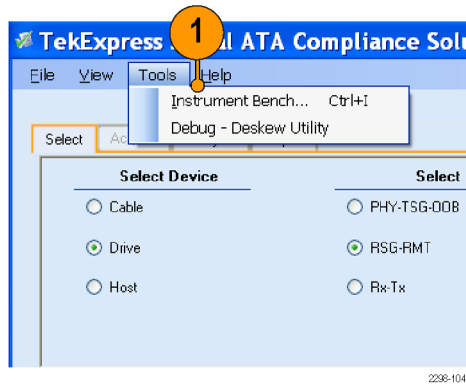 TekExpress ATA Compliance Solu
1
File View Tools Help
Instrument Bench... Ctrl+I
Debug - Deskew Utility
Select
Select Device Select
Cable PHY-TSG-OOB
Drive RSG-RMT
Host Rx-Tx
2298-104